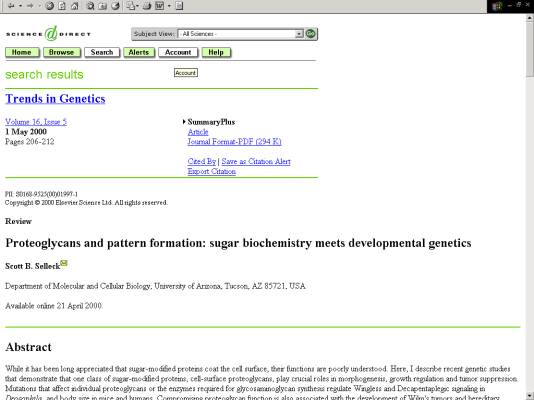 SCIENCE d DIRECT
Subject View: - All Sciences - Go
Home Browse Search Alerts Account Help
search results
Account
Trends in Genetics
Volume 16, Issue 5
1 May 2000
Pages 206-212
SummaryPlus
Article
Journal Format-PDF (294 K)
Cited By | Save as Citation Alert
Export Citation
PII: S0168-9525(00)01997-1
Copyright © 2000 Elsevier Science Ltd. All rights reserved.
Review
Proteoglycans and pattern formation: sugar biochemistry meets developmental genetics
Scott B. Selleck
Department of Molecular and Cellular Biology, University of Arizona, Tucson, AZ 85721, USA
Available online 21 April 2000.
Abstract
While it has been long appreciated that sugar-modified proteins coat the cell surface, their functions are poorly understood. Here, I describe recent genetic studies
that demonstrate that one class of sugar-modified proteins, cell-surface proteoglycans, play crucial roles in morphogenesis, growth regulation and tumor suppression.
Mutations that affect individual proteoglycans or the enzymes required for glycosaminoglycan synthesis regulate Wingless and Decapentaplegic signaling in
Drosophila, and body size in mice and humans. Compromising proteoglycan function is also associated with the development of Wilm's tumors and hereditary